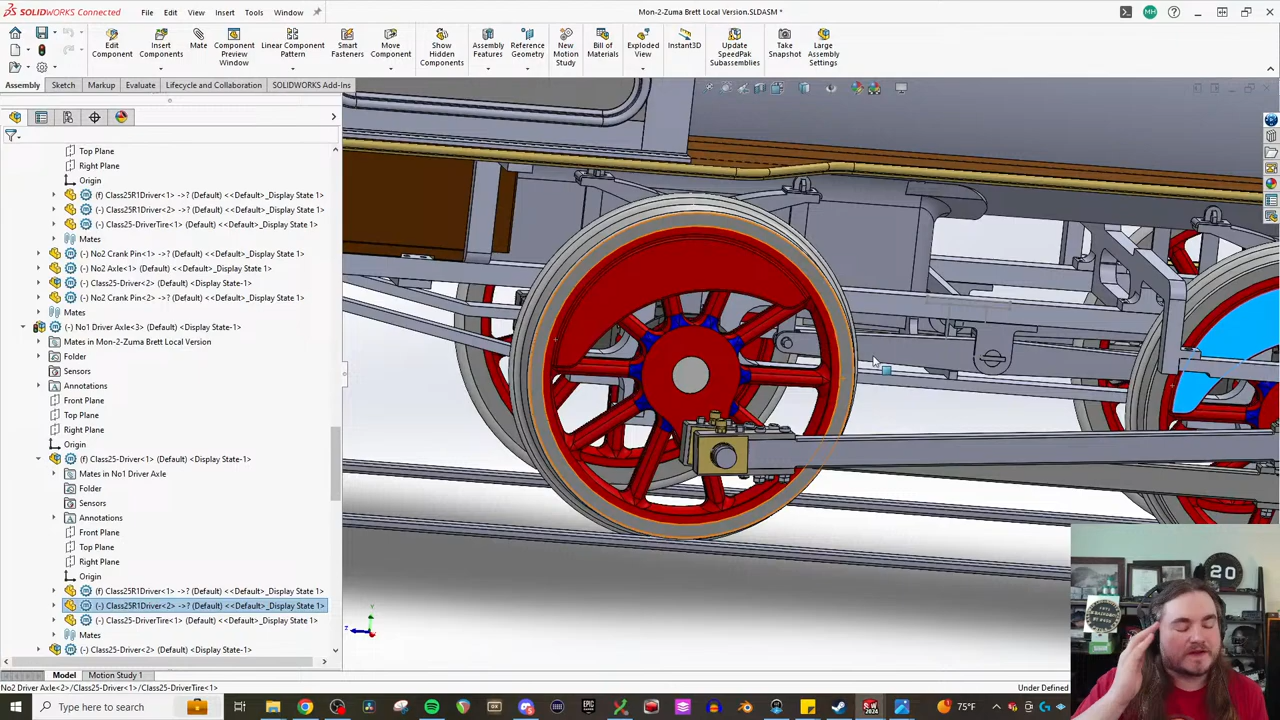 SOLIDWORKS Connected
File
Edit
View
Insert
Tools
Window
Mon-2-Zuma Brett Local Version.SLDASM *
MH
Edit Component
Insert Components
Mate
Component Preview Window
Linear Component Pattern
Smart Fasteners
Move Component
Show Hidden Components
Assembly Features
Reference Geometry
New Motion Study
Bill of Materials
Exploded View
Instant3D
Update SpeedPak Subassemblies
Take Snapshot
Large Assembly Settings
Assembly
Sketch
Markup
Evaluate
Lifecycle and Collaboration
SOLIDWORKS Add-Ins
Top Plane
Right Plane
Origin
(f) Class25R1Driver<1> ->? (Default) <<Default>_Display State 1>
(-) Class25R1Driver<2> ->? (Default) <<Default>_Display State 1>
(-) Class25-DriverTire<1> (Default) <<Default>_Display State 1>
Mates
(-) No2 Crank Pin<1> ->? (Default) <<Default>_Display State 1>
(-) No2 Axle<1> (Default) <<Default>_Display State 1>
(-) Class25-Driver<2> (Default) <Display State-1>
(-) No2 Crank Pin<2> ->? (Default) <<Default>_Display State 1>
(-) No1 Driver Axle<3> (Default) <Display State-1>
Mates in Mon-2-Zuma Brett Local Version
Folder
Sensors
Annotations
Front Plane
Top Plane
Right Plane
Origin
(f) Class25-Driver<1> (Default) <Display State-1>
Mates in No1 Driver Axle
Folder
Sensors
Annotations
Front Plane
Top Plane
Right Plane
Origin
(f) Class25R1Driver<1> ->? (Default) <<Default>_Display State 1>
(-) Class25R1Driver<2> ->? (Default) <<Default>_Display State 1>
(-) Class25-DriverTire<1> (Default) <<Default>_Display State 1>
Mates
(-) Class25-Driver<2> (Default) <Display State-1>
Y
Z
20
Model
Motion Study 1
No2 Driver Axle<2>/Class25-Driver<1>/Class25-DriverTire<1>
Under Defined
Type here to search
SW
2024
75°F